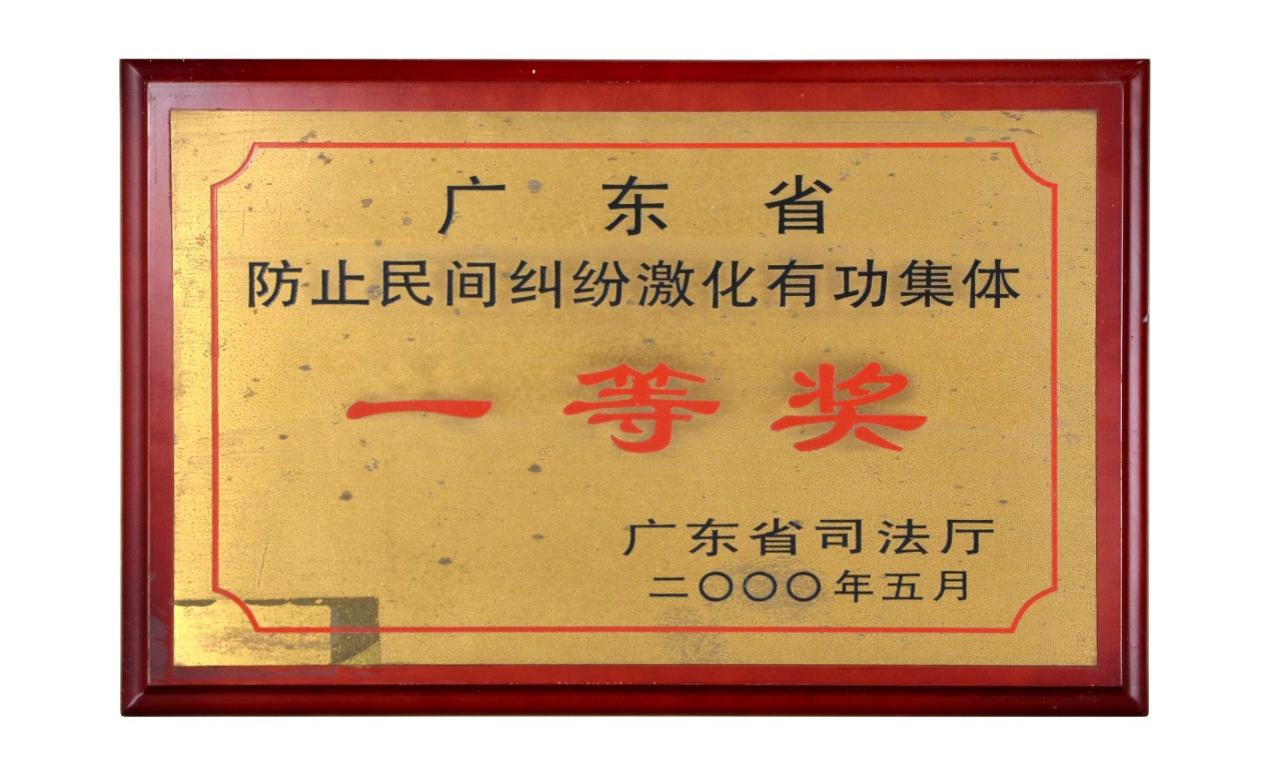 广东省
防止民间纠纷激化有功集体
一等奖
广东省司法厅
二〇〇〇年五月